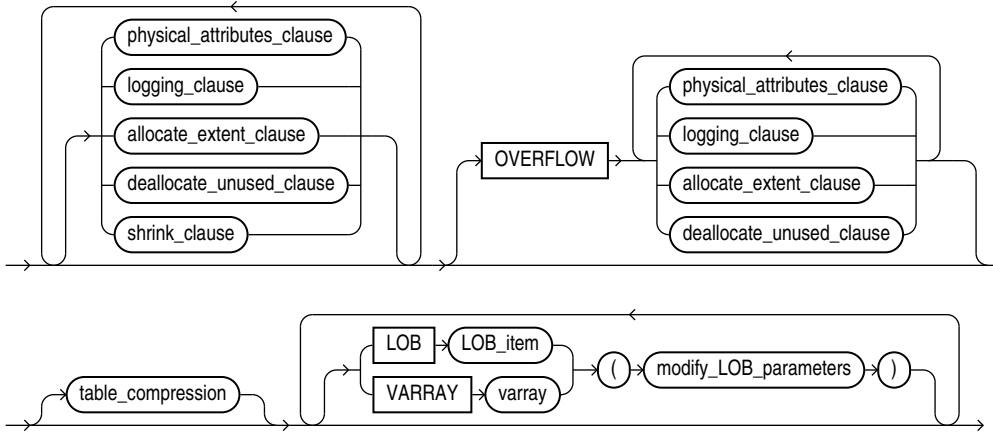 physical_attributes_clause
logging_clause
allocate_extent_clause
deallocate_unused_clause
shrink_clause
OVERFLOW
physical_attributes_clause
logging_clause
allocate_extent_clause
deallocate_unused_clause
table_compression
LOB LOB_item
VARRAY varray
( modify_LOB_parameters )